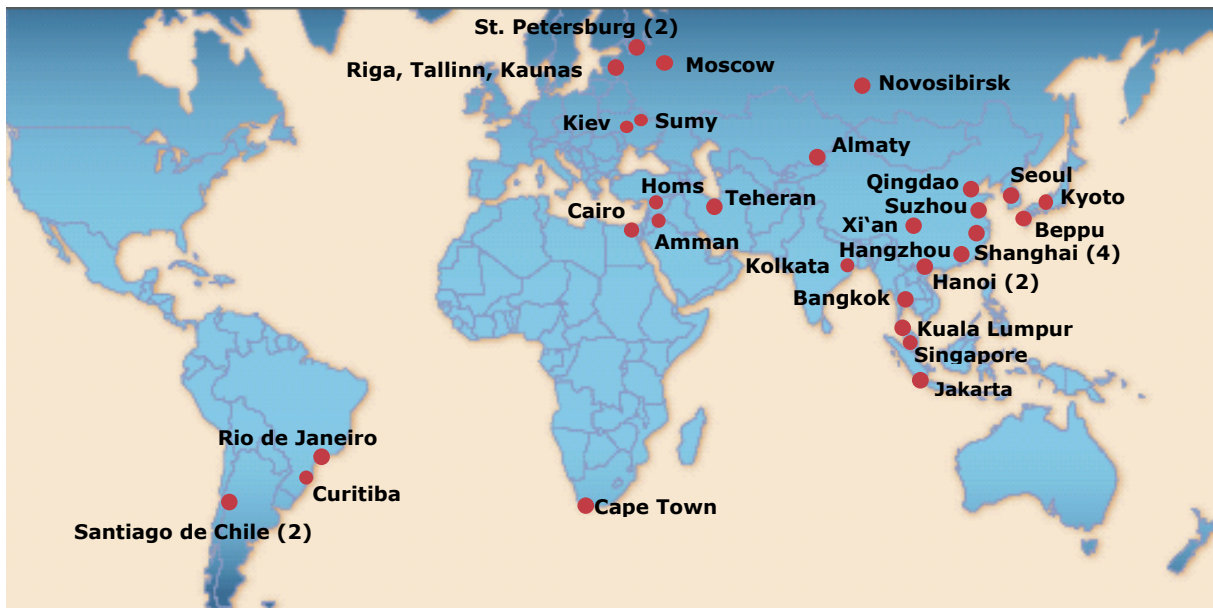 St. Petersburg (2)
Riga, Tallinn, Kaunas
Moscow
Novosibirsk
Kiev
Sumy
Almaty
Qingdao
Seoul
Homs
Teheran
Suzhou
Kyoto
Cairo
Xi‘an
Beppu
Amman
Hangzhou
Shanghai (4)
Kolkata
Hanoi (2)
Bangkok
Kuala Lumpur
Singapore
Jakarta
Rio de Janeiro
Curitiba
Cape Town
Santiago de Chile (2)